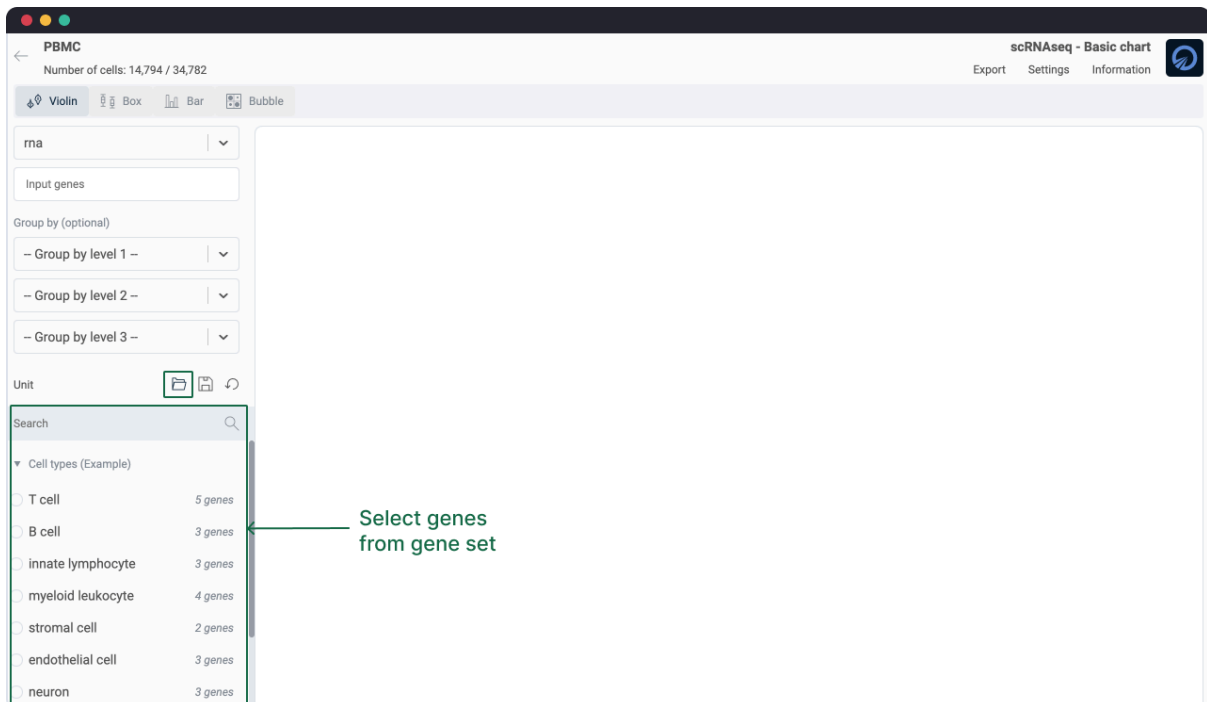 PBMC
Number of cells: 14,794 / 34,782
scRNAseq - Basic chart
Export Settings Information
Violin Box Bar Bubble
rna
Input genes
Group by (optional)
-- Group by level 1 --
-- Group by level 2 --
-- Group by level 3 --
Unit
Search
Cell types (Example)
T cell 5 genes
B cell 3 genes
innate lymphocyte 3 genes
myeloid leukocyte 4 genes
stromal cell 2 genes
endothelial cell 3 genes
neuron 3 genes
Select genes
from gene set